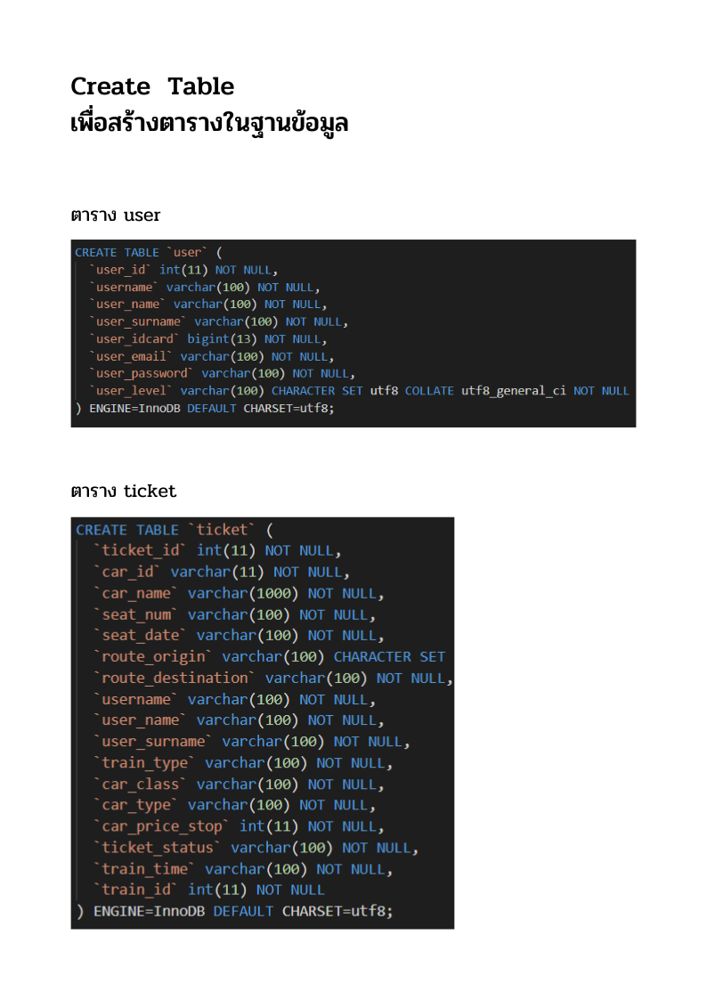 Create Table
เพื่อสร้างตารางในฐานข้อมูล
ตาราง user
CREATE TABLE `user` (
`user_id` int(11) NOT NULL,
`username` varchar(100) NOT NULL,
`user_name` varchar(100) NOT NULL,
`user_surname` varchar(100) NOT NULL,
`user_idcard` bigint(13) NOT NULL,
`user_email` varchar(100) NOT NULL,
`user_password` varchar(100) NOT NULL,
`user_level` varchar(100) CHARACTER SET utf8 COLLATE utf8_general_ci NOT NULL
) ENGINE=InnoDB DEFAULT CHARSET=utf8;
ตาราง ticket
CREATE TABLE `ticket` (
`ticket_id` int(11) NOT NULL,
`car_id` varchar(11) NOT NULL,
`car_name` varchar(1000) NOT NULL,
`seat_num` varchar(100) NOT NULL,
`seat_date` varchar(100) NOT NULL,
`route_origin` varchar(100) CHARACTER SET
`route_destination` varchar(100) NOT NULL,
`username` varchar(100) NOT NULL,
`user_name` varchar(100) NOT NULL,
`user_surname` varchar(100) NOT NULL,
`train_type` varchar(100) NOT NULL,
`car_class` varchar(100) NOT NULL,
`car_type` varchar(100) NOT NULL,
`car_price_stop` int(11) NOT NULL,
`ticket_status` varchar(100) NOT NULL,
`train_time` varchar(100) NOT NULL,
`train_id` int(11) NOT NULL
) ENGINE=InnoDB DEFAULT CHARSET=utf8;